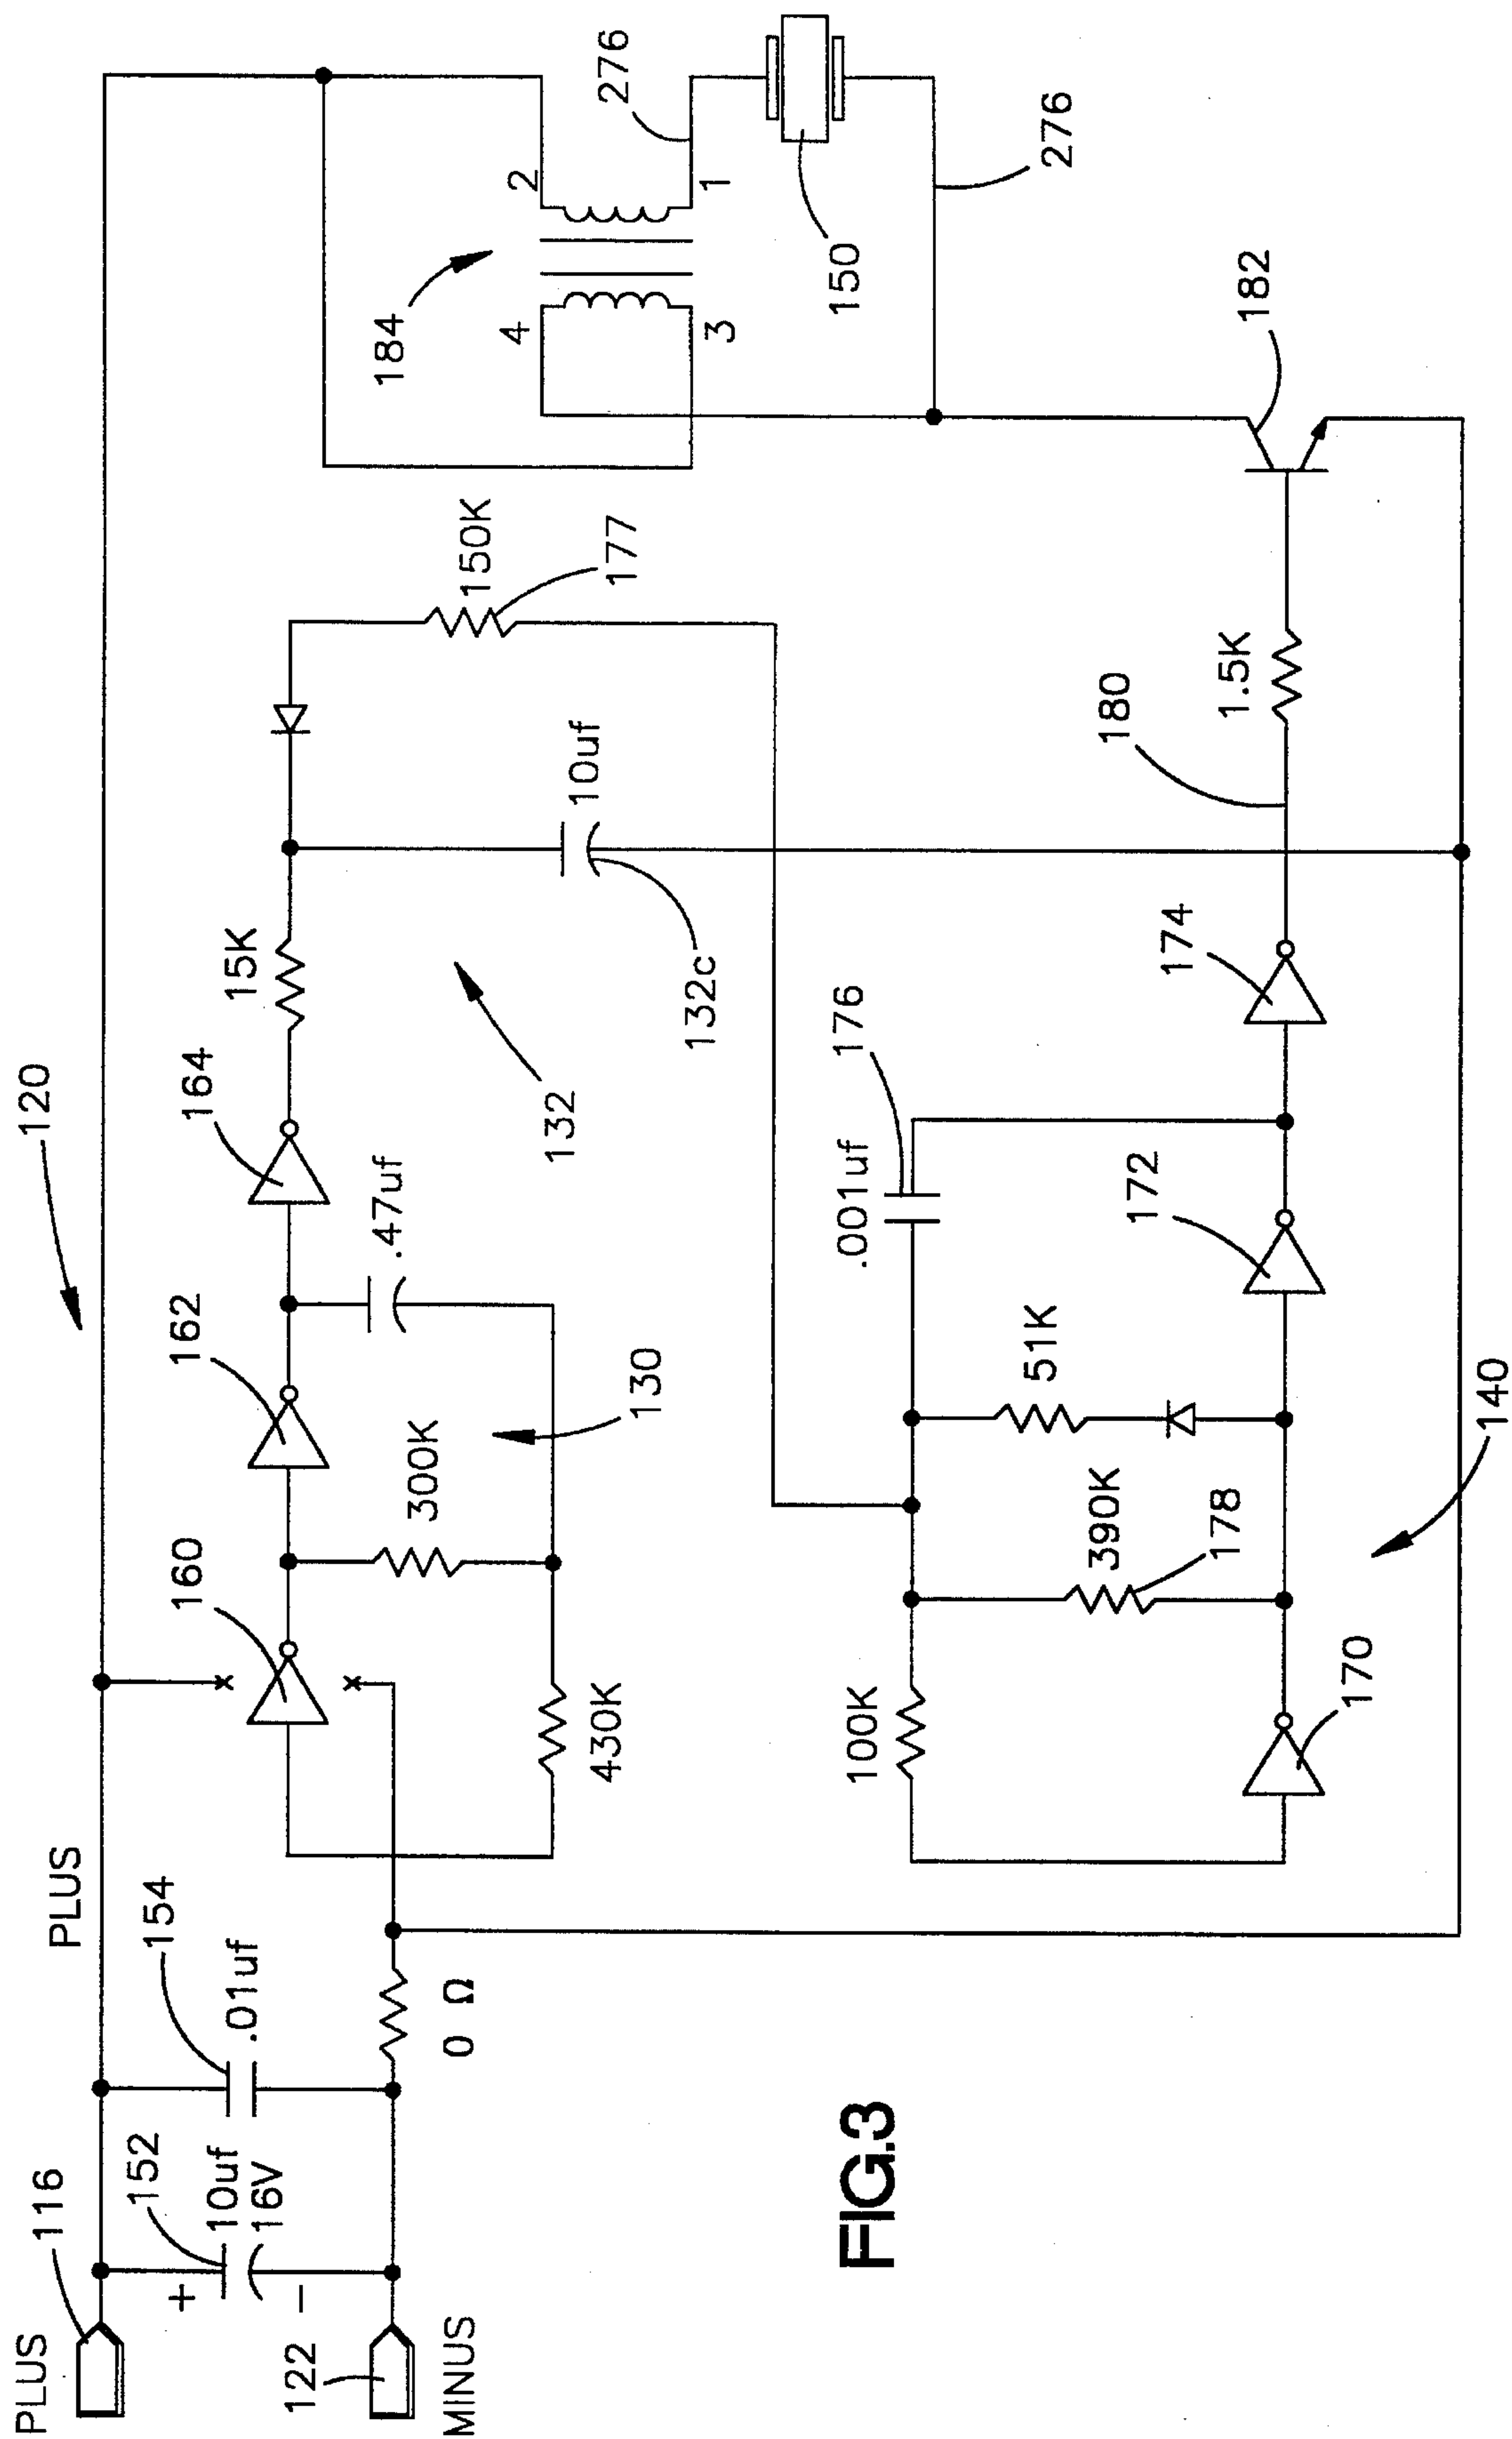 120
PLUS
116
PLUS
152
10uf
16V
+
−
154
.01uf
122
MINUS
0 Ω
160
162
164
15K
300K
.47uf
430K
130
132
10uf
132c
150K
177
184
4
3
2
1
276
150
276
182
180
1.5K
176
.001uf
51K
390K
178
100K
170
172
174
140
FIG.3